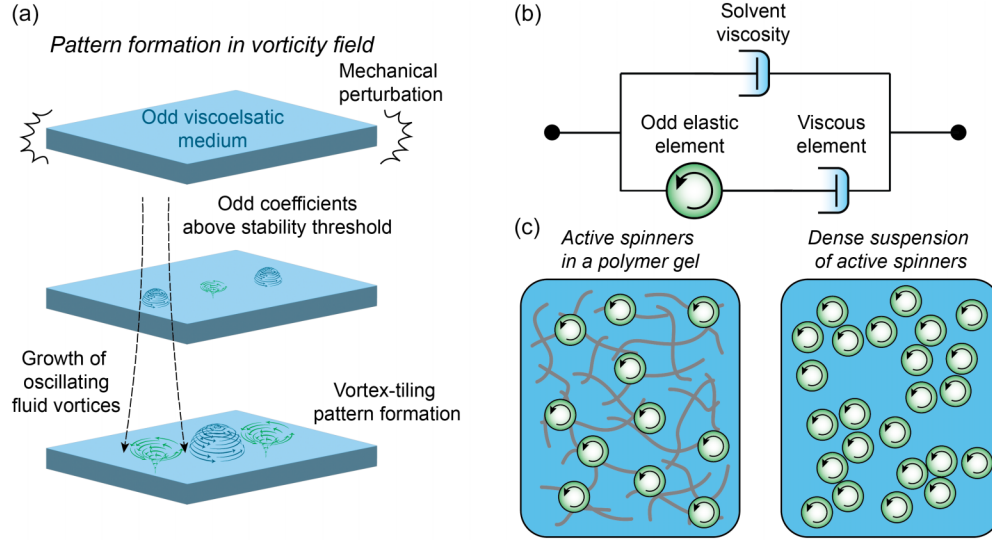 (a)
Pattern formation in vorticity field
Mechanical
perturbation
Odd viscoelsatic
medium
Odd coefficients
above stability threshold
Growth of
oscillating
fluid vortices
Vortex-tiling
pattern formation
(b)
Solvent
viscosity
Odd elastic
element
Viscous
element
(c)
Active spinners
in a polymer gel
Dense suspension
of active spinners